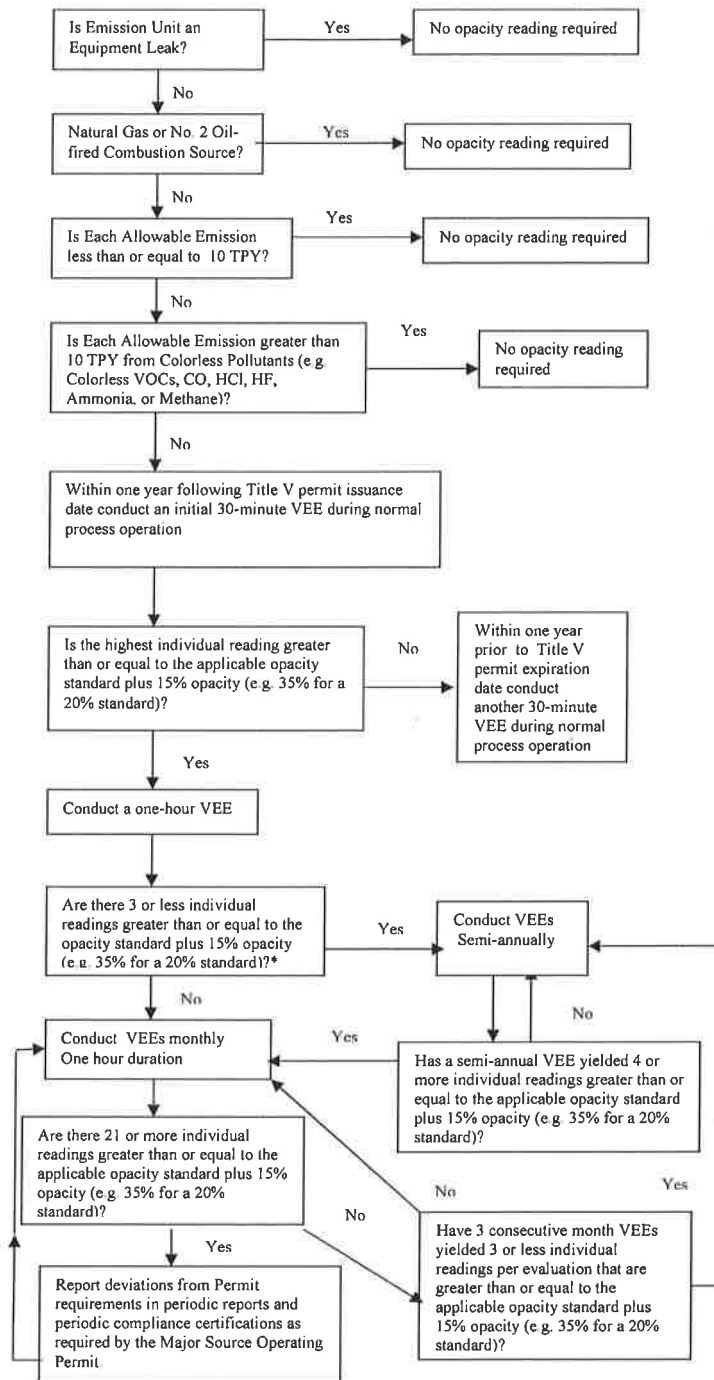 Is Emission Unit an
Equipment Leak?
Yes
No opacity reading required
No
Natural Gas or No. 2 Oil-
fired Combustion Source?
Yes
No opacity reading required
No
Is Each Allowable Emission
less than or equal to 10 TPY?
Yes
No opacity reading required
No
Is Each Allowable Emission greater than
10 TPY from Colorless Pollutants (e.g.
Colorless VOCs, CO, HCl, HF,
Ammonia, or Methane)?
Yes
No opacity reading
required
No
Within one year following Title V permit issuance
date conduct an initial 30-minute VEE during normal
process operation
Is the highest individual reading greater
than or equal to the applicable opacity
standard plus 15% opacity (e.g. 35% for a
20% standard)?
No
Within one year
prior to Title V
permit expiration
date conduct
another 30-minute
VEE during normal
process operation
Yes
Conduct a one-hour VEE
Are there 3 or less individual
readings greater than or equal to the
opacity standard plus 15% opacity
(e.g. 35% for a 20% standard)?*
Yes
Conduct VEEs
Semi-annually
No
Conduct VEEs monthly
One hour duration
Yes
No
Has a semi-annual VEE yielded 4 or
more individual readings greater than or
equal to the applicable opacity standard
plus 15% opacity (e.g. 35% for a 20%
standard)?
Are there 21 or more individual
readings greater than or equal to the
applicable opacity standard plus 15%
opacity (e.g. 35% for a 20%
standard)?
No
No
Yes
Yes
Have 3 consecutive month VEEs
yielded 3 or less individual
readings per evaluation that are
greater than or equal to the
applicable opacity standard plus
15% opacity (e.g. 35% for a 20%
standard)?
Report deviations from Permit
requirements in periodic reports and
periodic compliance certifications as
required by the Major Source Operating
Permit